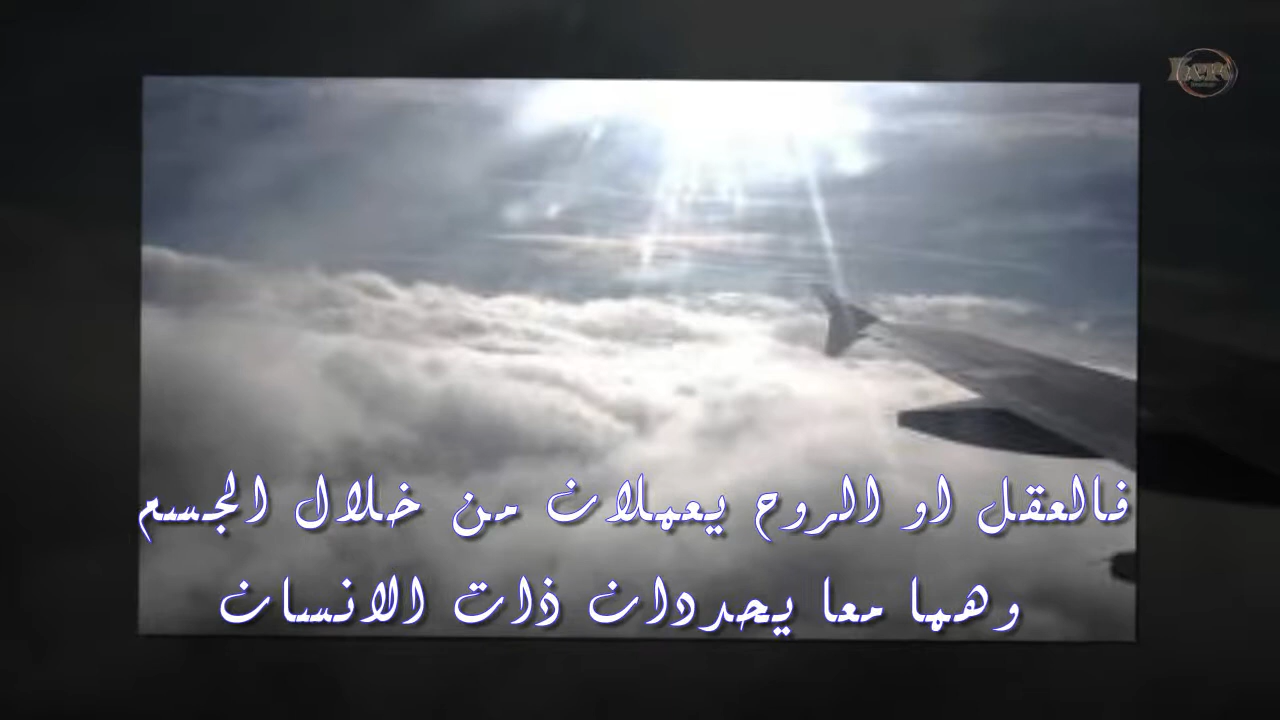 فالعقل او الروح يعملان من خلال الجسم
وهما معا يحددان ذات الانسان